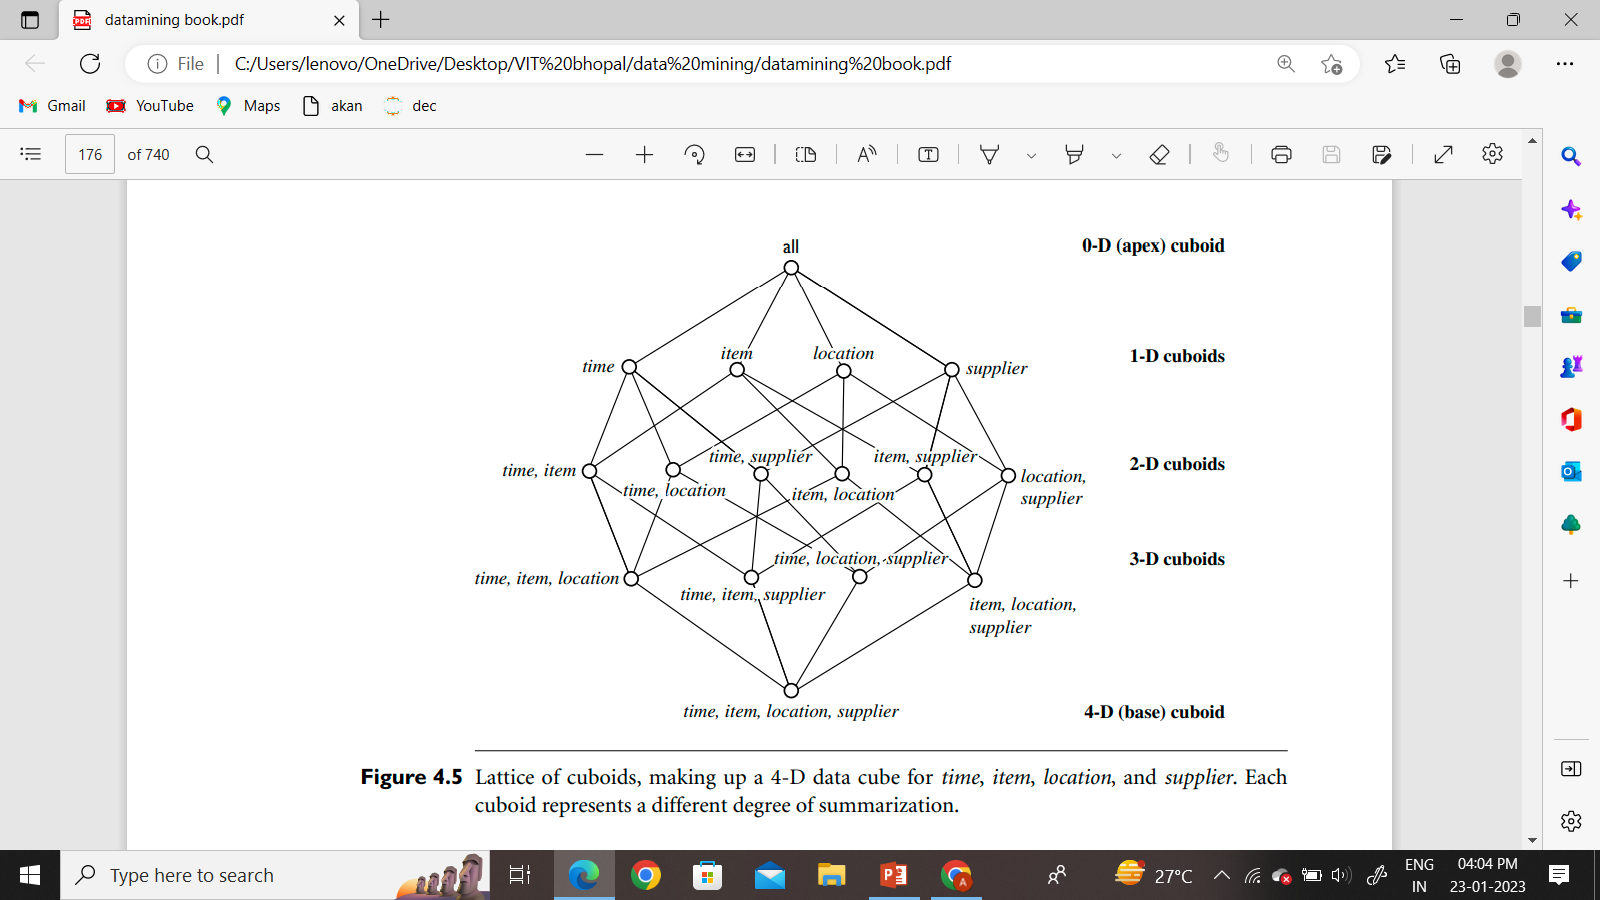 datamining book.pdf
File
C:/Users/lenovo/OneDrive/Desktop/VIT%20bhopal/data%20mining/datamining%20book.pdf
Gmail
YouTube
Maps
akan
dec
176
of 740
all
0-D (apex) cuboid
time
item
location
supplier
1-D cuboids
time, item
time, location
time, supplier
item, location
item, supplier
location,
supplier
2-D cuboids
time, item, location
time, item, supplier
time, location, supplier
item, location,
supplier
3-D cuboids
time, item, location, supplier
4-D (base) cuboid
Figure 4.5 Lattice of cuboids, making up a 4-D data cube for time, item, location, and supplier. Each
cuboid represents a different degree of summarization.
Type here to search
27°C
ENG
IN
04:04 PM
23-01-2023